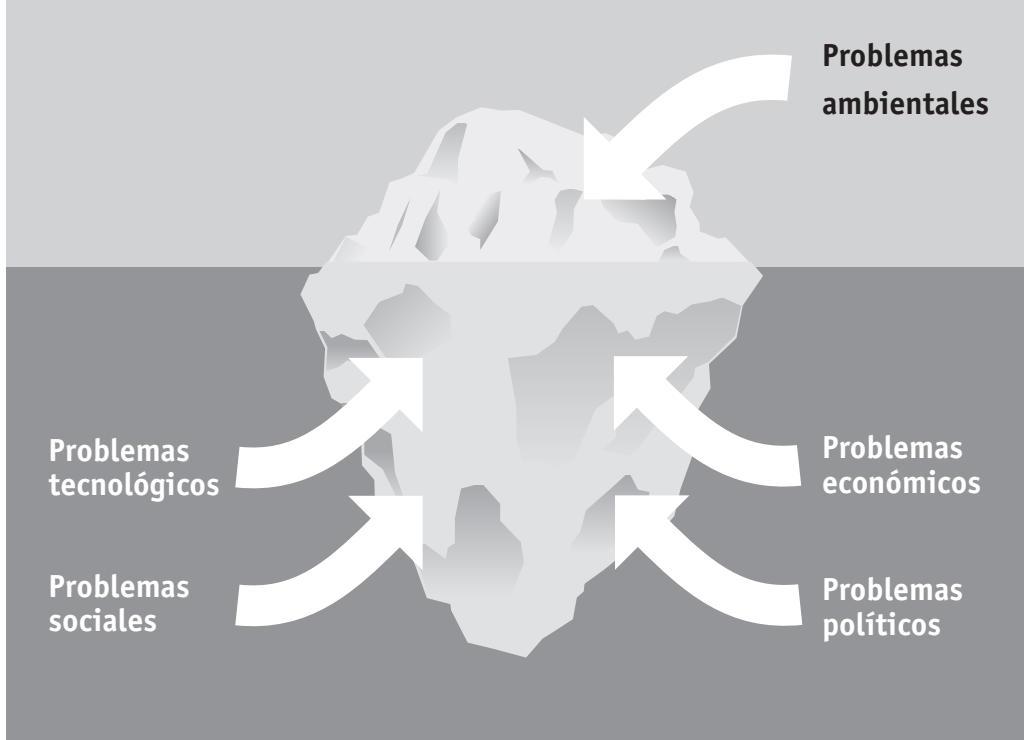 Problemas
ambientales
Problemas
tecnológicos
Problemas
económicos
Problemas
sociales
Problemas
políticos